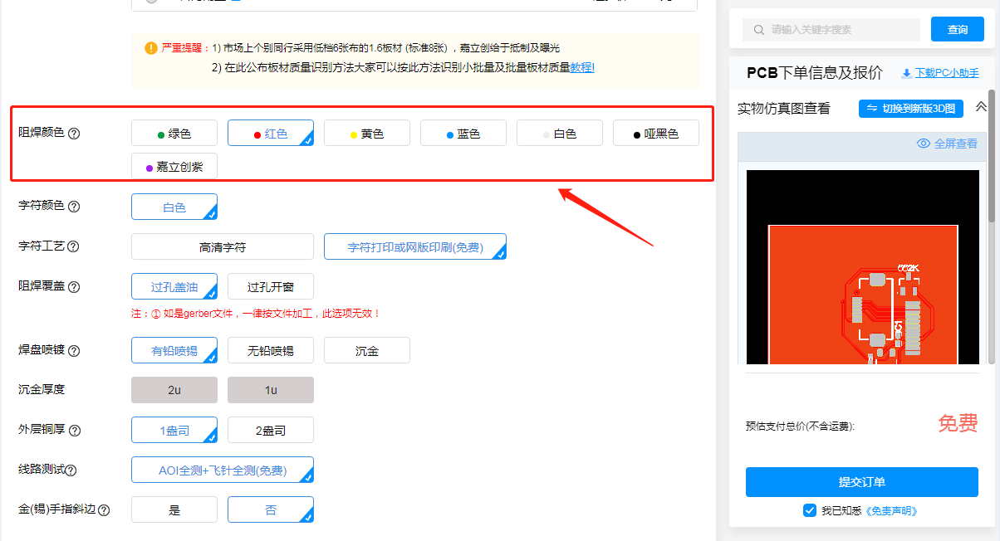 严重提醒：1) 市场上个别同行采用低档6张布的1.6板材 (标准8张) ，嘉立创给于抵制及曝光
2) 在此公布板材质量识别方法大家可以按此方法识别小批量及批量板材质量教程!
阻焊颜色 绿色 红色 黄色 蓝色 白色 哑黑色
嘉立创紫
字符颜色 白色
字符工艺 高清字符 字符打印或网版印刷(免费)
阻焊覆盖 过孔盖油 过孔开窗
注：① 如是gerber文件，一律按文件加工，此选项无效！
焊盘喷镀 有铅喷锡 无铅喷锡 沉金
沉金厚度 2u 1u
外层铜厚 1盎司 2盎司
线路测试 AOI全测+飞针全测(免费)
金(锡)手指斜边 是 否
请输入关键字搜索 查询
PCB下单信息及报价 下载PC小助手
实物仿真图查看 切换到新版3D图
全屏查看
预估支付总价(不含运费): 免费
提交订单
我已知悉《免责声明》